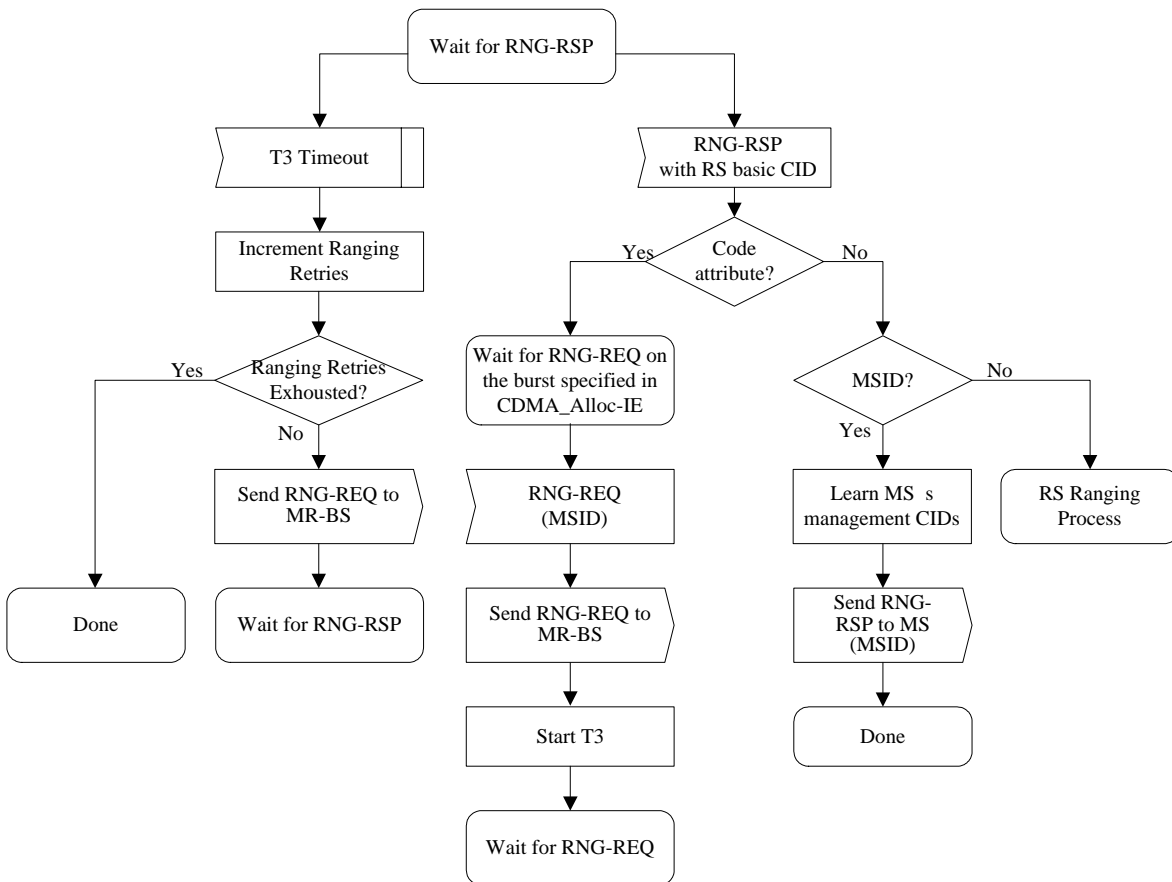 Wait for RNG-RSP
T3 Timeout
RNG-RSP
with RS basic CID
Increment Ranging
Retries
Yes
Code
attribute?
No
Yes
Ranging Retries
Exhousted?
No
Wait for RNG-REQ on
the burst specified in
CDMA_Alloc-IE
MSID?
No
Yes
Send RNG-REQ to
MR-BS
RNG-REQ
(MSID)
Learn MS s
management CIDs
RS Ranging
Process
Done
Wait for RNG-RSP
Send RNG-REQ to
MR-BS
Send RNG-
RSP to MS
(MSID)
Start T3
Done
Wait for RNG-REQ